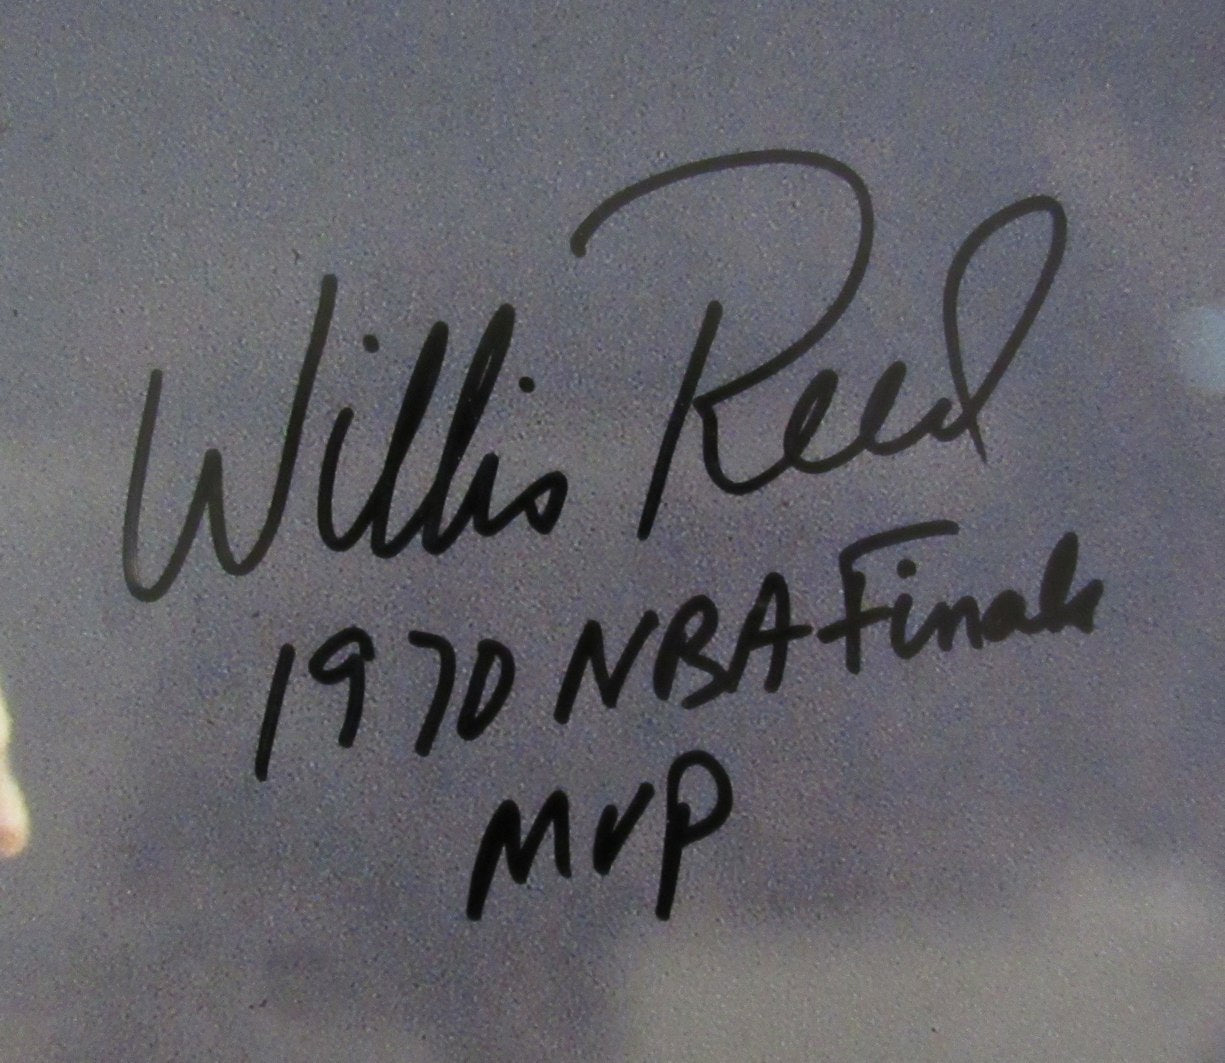 Willis Reed
1970 NBA Finals
MVP